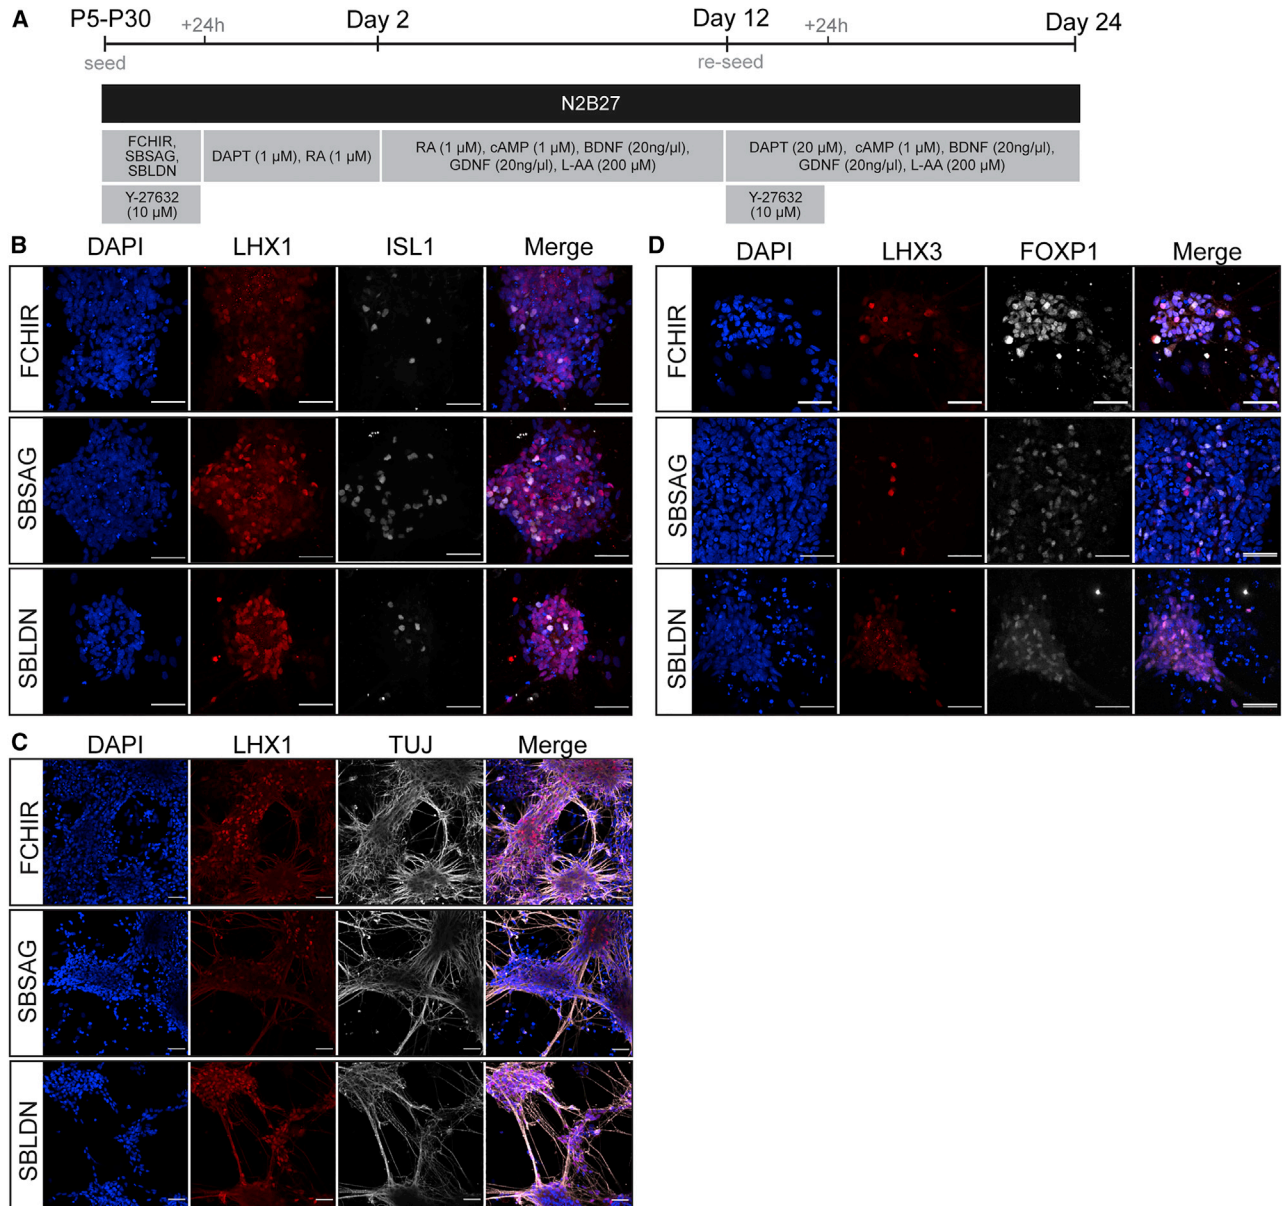 A
P5-P30
+24h
Day 2
Day 12
+24h
Day 24
seed
re-seed
N2B27
FCHIR,
SBSAG,
SBLDN
DAPT (1 µM), RA (1 µM)
RA (1 µM), cAMP (1 µM), BDNF (20ng/µl),
GDNF (20ng/µl), L-AA (200 µM)
DAPT (20 µM), cAMP (1 µM), BDNF (20ng/µl),
GDNF (20ng/µl), L-AA (200 µM)
Y-27632
(10 µM)
Y-27632
(10 µM)
B
DAPI
LHX1
ISL1
Merge
FCHIR
SBSAG
SBLDN
D
DAPI
LHX3
FOXP1
Merge
FCHIR
SBSAG
SBLDN
C
DAPI
LHX1
TUJ
Merge
FCHIR
SBSAG
SBLDN